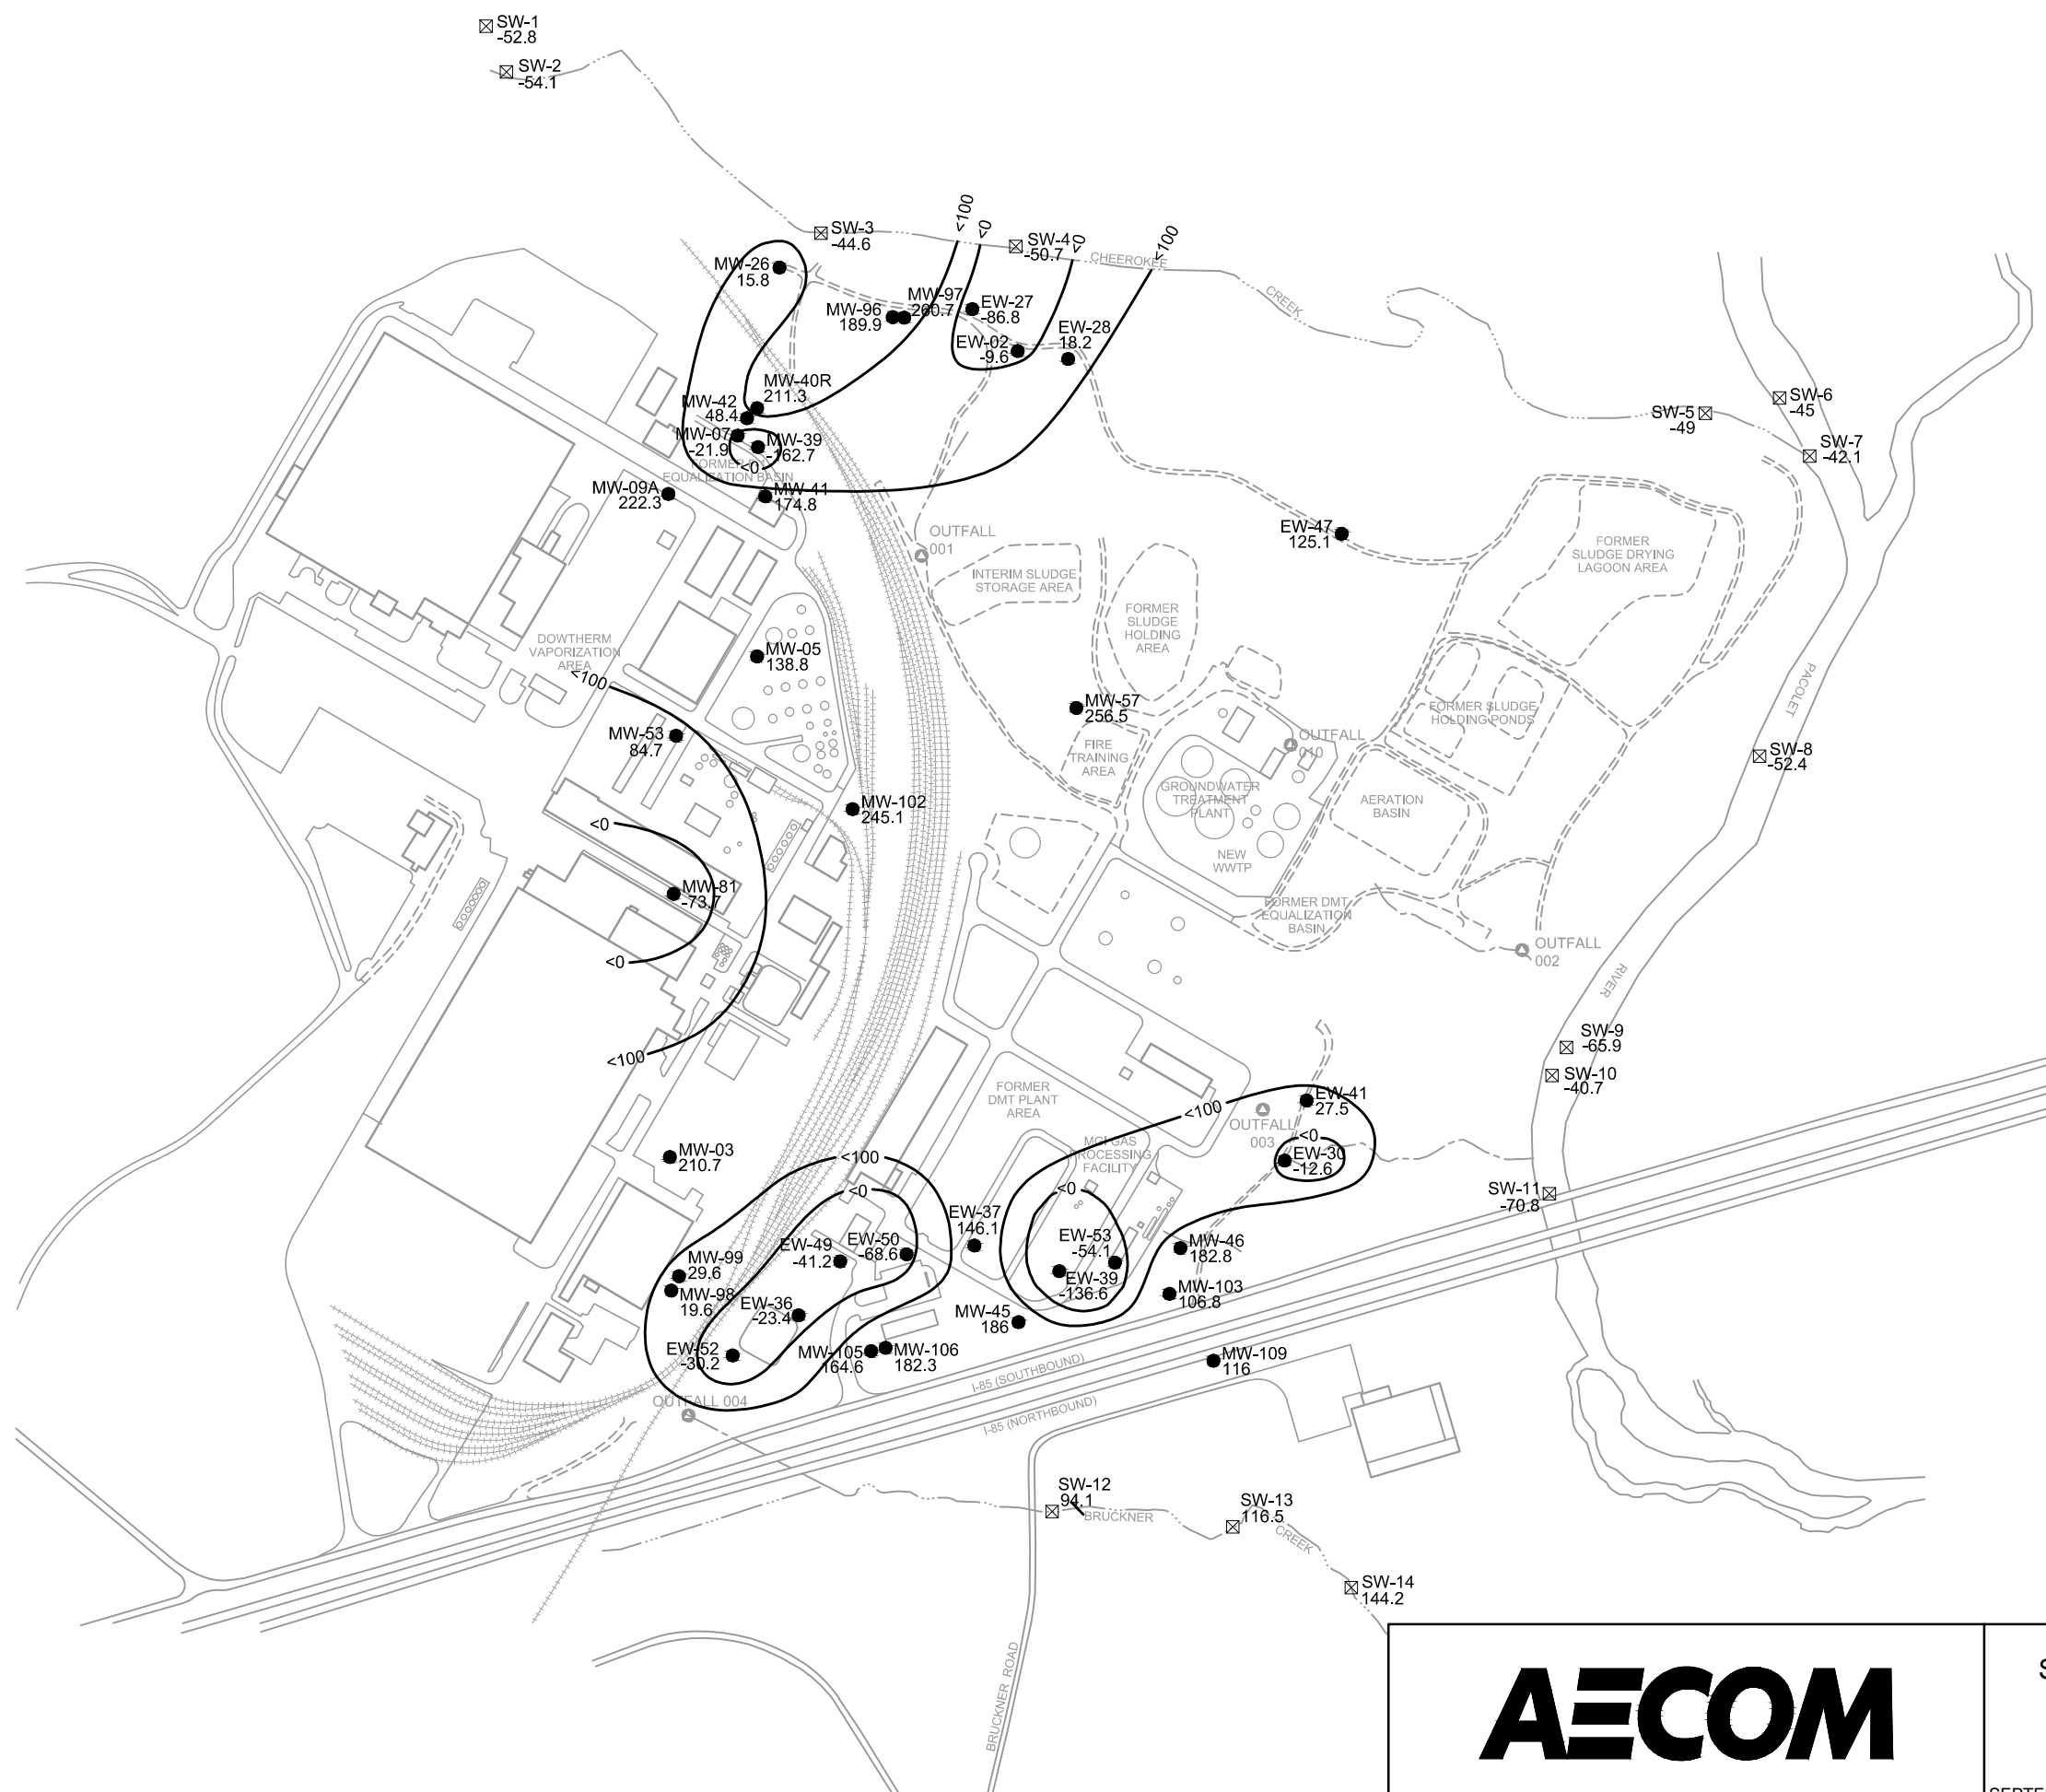 SW-1
-52.8
SW-2
-54.1
SW-3
-44.6
<100
<0
SW-4
-50.7
<0
<100
CHEEROKEE
CREEK
MW-26
15.8
MW-96
189.9
MW-97
260.7
EW-27
-86.8
EW-02
-9.6
EW-28
18.2
MW-40R
211.3
MW-42
48.4
MW-07
-21.9
MW-39
-162.7
<0
EQUALIZATION BASIN
MW-09A
222.3
MW-41
174.8
SW-5
-49
SW-6
-45
SW-7
-42.1
EW-47
125.1
OUTFALL
001
INTERIM SLUDGE
STORAGE AREA
FORMER
SLUDGE
HOLDING
AREA
FORMER
SLUDGE DRYING
LAGOON AREA
DOWTHERM
VAPORIZATION
AREA
<100
MW-05
138.8
MW-53
84.7
MW-57
256.5
FIRE
TRAINING
AREA
OUTFALL
010
FORMER SLUDGE
HOLDING PONDS
PACOLET
SW-8
-52.4
GROUNDWATER
TREATMENT
PLANT
AERATION
BASIN
NEW
WWTP
MW-102
245.1
<0
MW-81
-73.7
<0
FORMER DMT
EQUALIZATION
BASIN
OUTFALL
002
RIVER
<100
SW-9
-65.9
SW-10
-40.7
FORMER
DMT PLANT
AREA
<100
EW-41
27.5
OUTFALL
003
<0
EW-30
-12.6
MCI GAS
PROCESSING
FACILITY
MW-03
210.7
<100
<0
<0
SW-11
-70.8
EW-37
146.1
EW-49
-41.2
EW-50
-68.6
EW-53
-54.1
EW-39
-136.6
MW-46
182.8
MW-99
29.6
MW-98
19.6
EW-36
-23.4
MW-103
106.8
MW-45
186
EW-52
-30.2
MW-105
164.6
MW-106
182.3
MW-109
116
I-85 (SOUTHBOUND)
I-85 (NORTHBOUND)
OUTFALL 004
SW-12
94.1
BRUCKNER
SW-13
116.5
CREEK
SW-14
144.2
BRUCKNER ROAD
AECOM